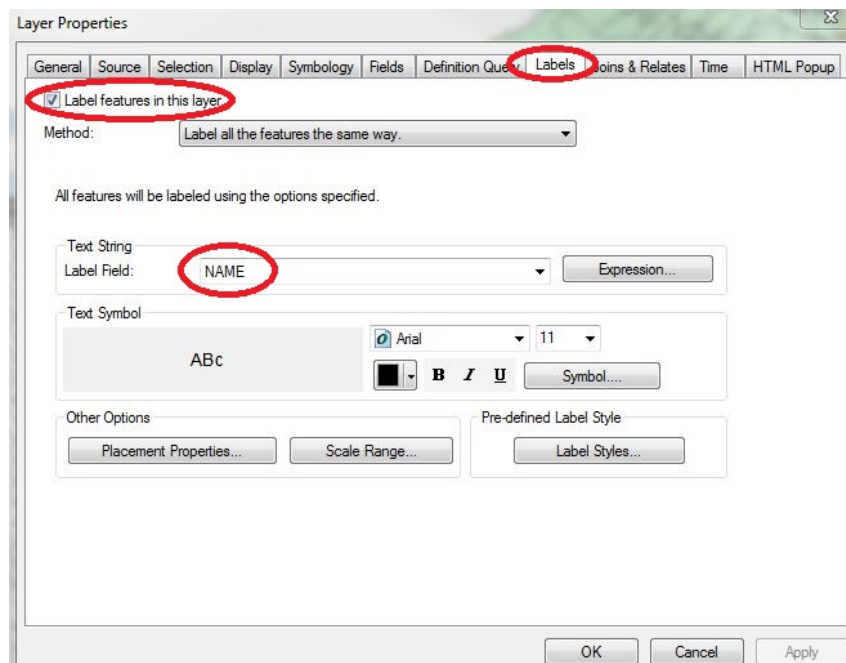 Layer Properties
General Source Selection Display Symbology Fields Definition Query Labels Joins & Relates Time HTML Popup
Label features in this layer
Method: Label all the features the same way.
All features will be labeled using the options specified.
Text String
Label Field: NAME Expression...
Text Symbol
ABc
Arial 11
B I U Symbol....
Other Options Pre-defined Label Style
Placement Properties... Scale Range... Label Styles...
OK Cancel Apply